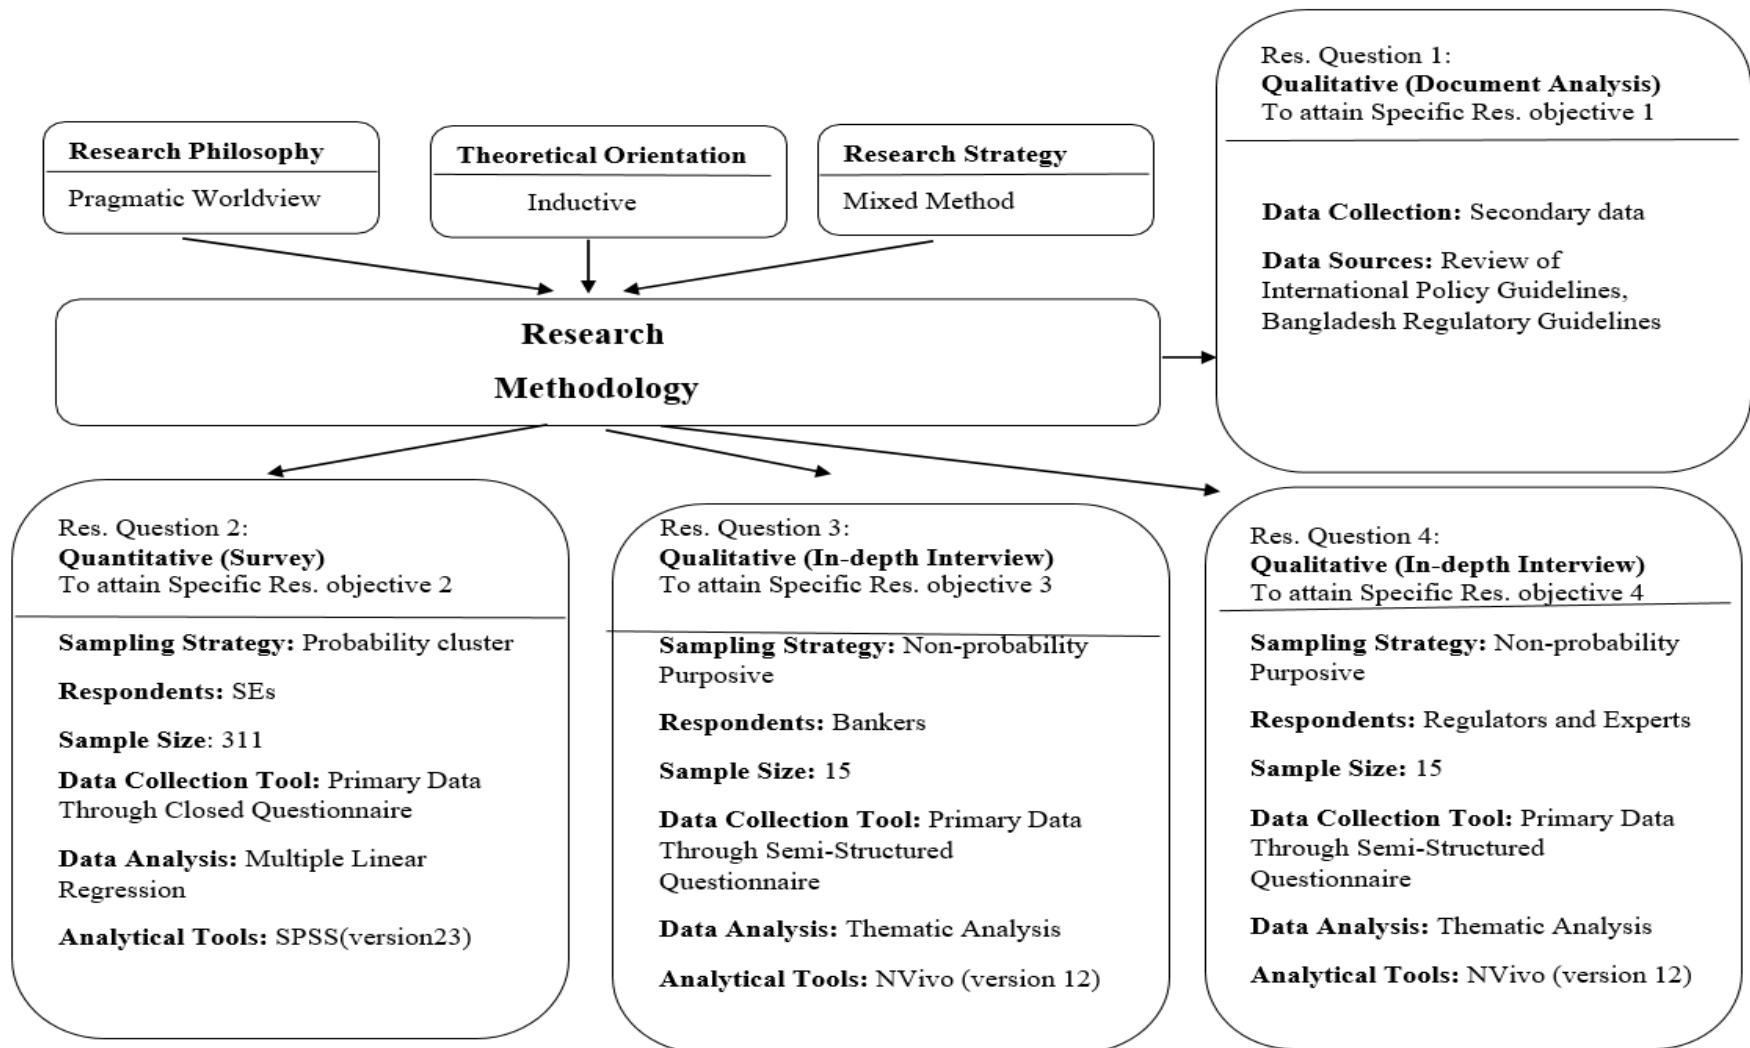 Research Philosophy
Pragmatic Worldview
Theoretical Orientation
Inductive
Research Strategy
Mixed Method
Research
Methodology
Res. Question 1:
Qualitative (Document Analysis)
To attain Specific Res. objective 1
Data Collection: Secondary data
Data Sources: Review of
International Policy Guidelines,
Bangladesh Regulatory Guidelines
Res. Question 2:
Quantitative (Survey)
To attain Specific Res. objective 2
Sampling Strategy: Probability cluster
Respondents: SEs
Sample Size: 311
Data Collection Tool: Primary Data
Through Closed Questionnaire
Data Analysis: Multiple Linear
Regression
Analytical Tools: SPSS(version23)
Res. Question 3:
Qualitative (In-depth Interview)
To attain Specific Res. objective 3
Sampling Strategy: Non-probability
Purposive
Respondents: Bankers
Sample Size: 15
Data Collection Tool: Primary Data
Through Semi-Structured
Questionnaire
Data Analysis: Thematic Analysis
Analytical Tools: NVivo (version 12)
Res. Question 4:
Qualitative (In-depth Interview)
To attain Specific Res. objective 4
Sampling Strategy: Non-probability
Purposive
Respondents: Regulators and Experts
Sample Size: 15
Data Collection Tool: Primary Data
Through Semi-Structured
Questionnaire
Data Analysis: Thematic Analysis
Analytical Tools: NVivo (version 12)